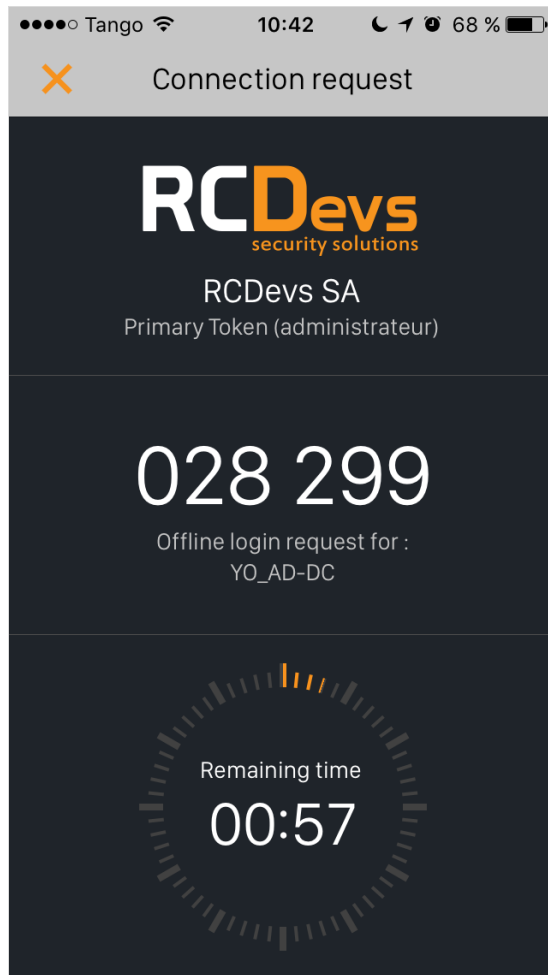 Tango 10:42 68 %
Connection request
RCDevs
security solutions
RCDevs SA
Primary Token (administrateur)
028 299
Offline login request for :
YO_AD-DC
Remaining time
00:57